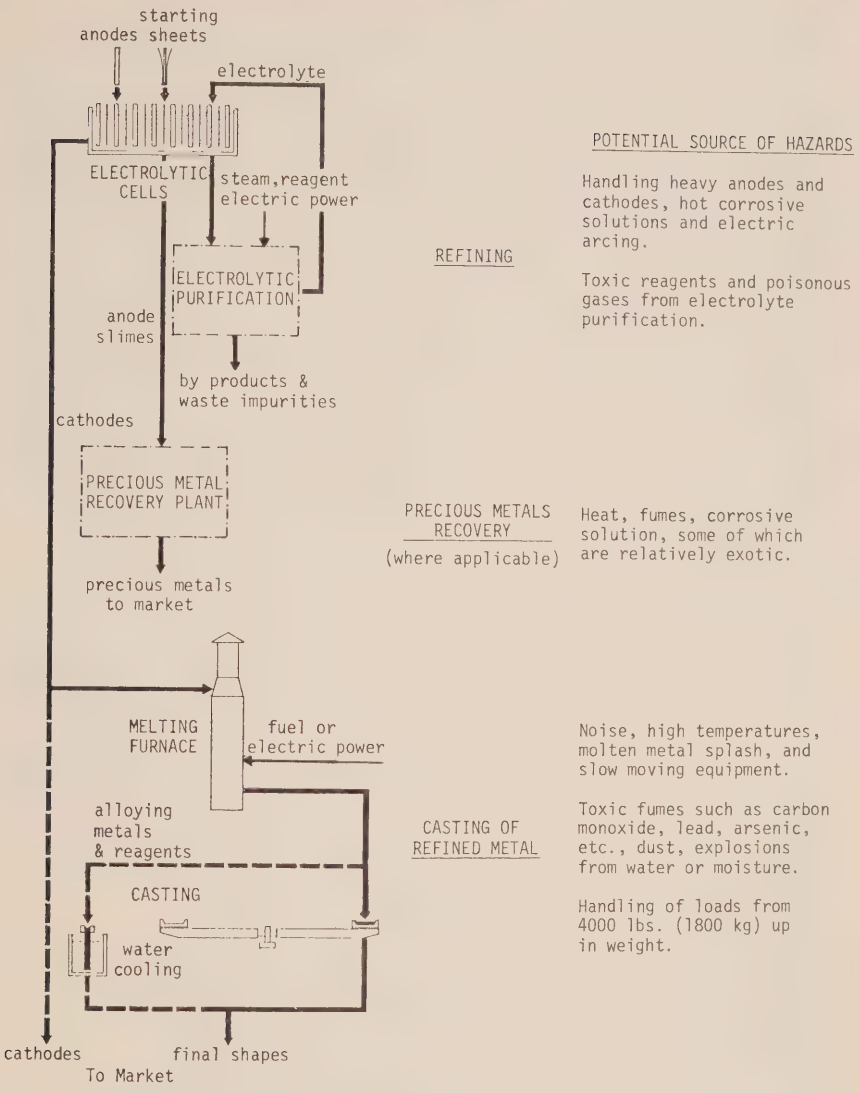 starting
anodes sheets
electrolyte
ELECTROLYTIC
CELLS
steam,reagent
electric power
ELECTROLYTIC
PURIFICATION
anode
slimes
by products &
waste impurities
cathodes
PRECIOUS METAL
RECOVERY PLANT
precious metals
to market
MELTING
FURNACE
fuel or
electric power
alloying
metals
& reagents
CASTING
water
cooling
cathodes
final shapes
To Market
REFINING
PRECIOUS METALS
RECOVERY
(where applicable)
CASTING OF
REFINED METAL
POTENTIAL SOURCE OF HAZARDS
Handling heavy anodes and
cathodes, hot corrosive
solutions and electric
arcing.
Toxic reagents and poisonous
gases from electrolyte
purification.
Heat, fumes, corrosive
solution, some of which
are relatively exotic.
Noise, high temperatures,
molten metal splash, and
slow moving equipment.
Toxic fumes such as carbon
monoxide, lead, arsenic,
etc., dust, explosions
from water or moisture.
Handling of loads from
4000 lbs. (1800 kg) up
in weight.